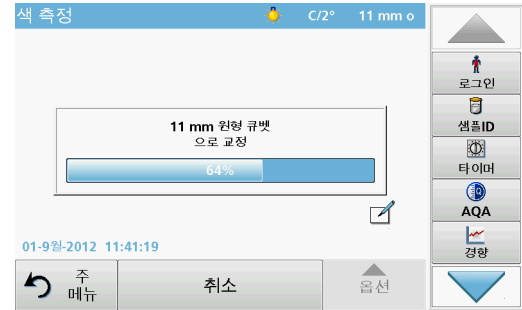 색 측정 C/2° 11 mm o
11 mm 원형 큐벳
으로 교정
64%
01-9월-2012 11:41:19
주
메뉴
취소
옵션
로그인
샘플ID
타이머
AQA
경향